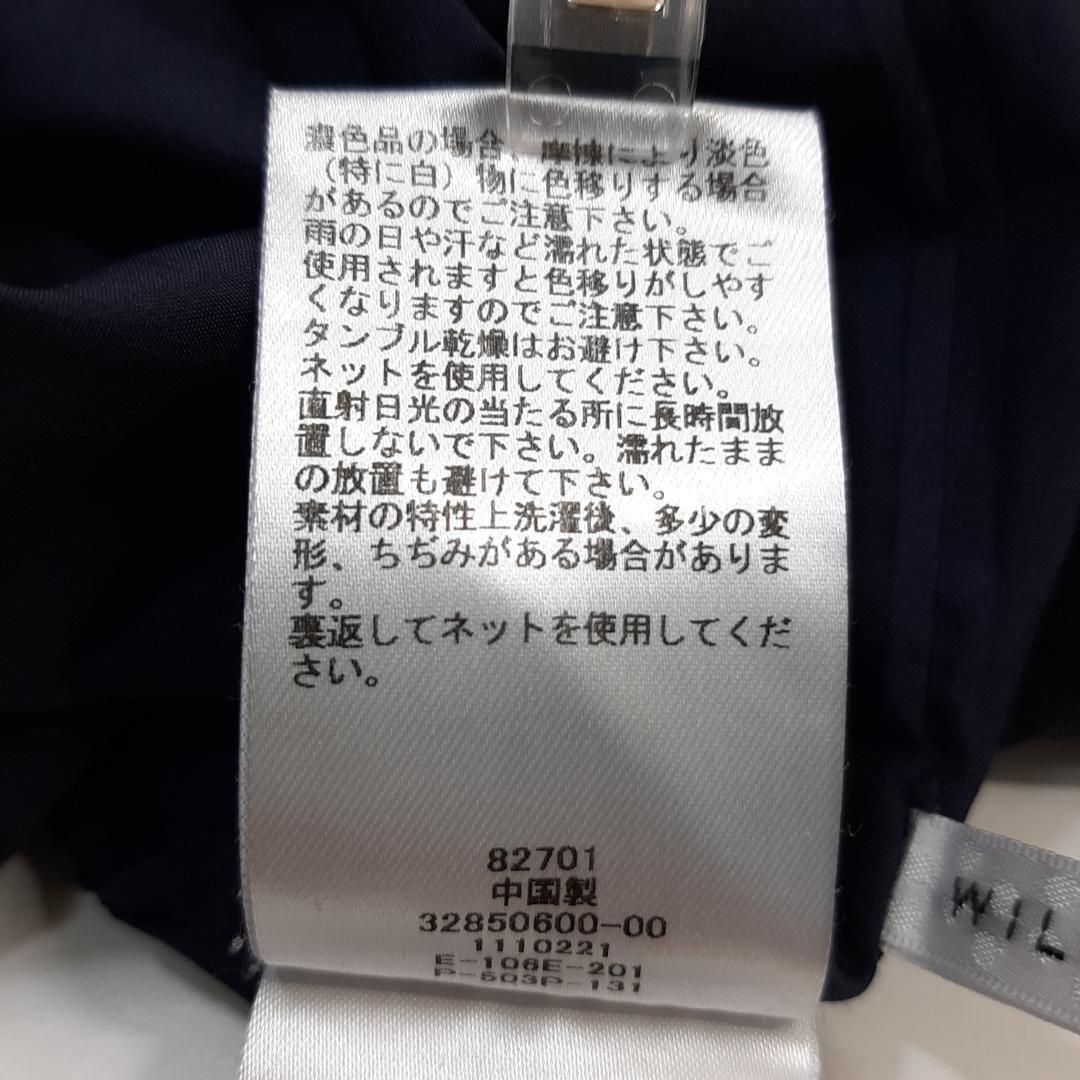 濃色品の場合、摩擦により淡色
(特に白)物に色移りする場合
があるのでご注意下さい。
雨の日や汗など濡れた状態でご
使用されますと色移りがしやす
くなりますのでご注意下さい。
タンブル乾燥はお避け下さい。
ネットを使用してください。
直射日光の当たる所に長時間放
置しないで下さい。濡れたまま
の放置も避けて下さい。
素材の特性上洗濯後、多少の変
形、ちぢみがある場合がありま
す。
裏返してネットを使用してくだ
さい。
82701
中国製
32850600-00
1110221
E-106E-201
P-503P-131
WIL